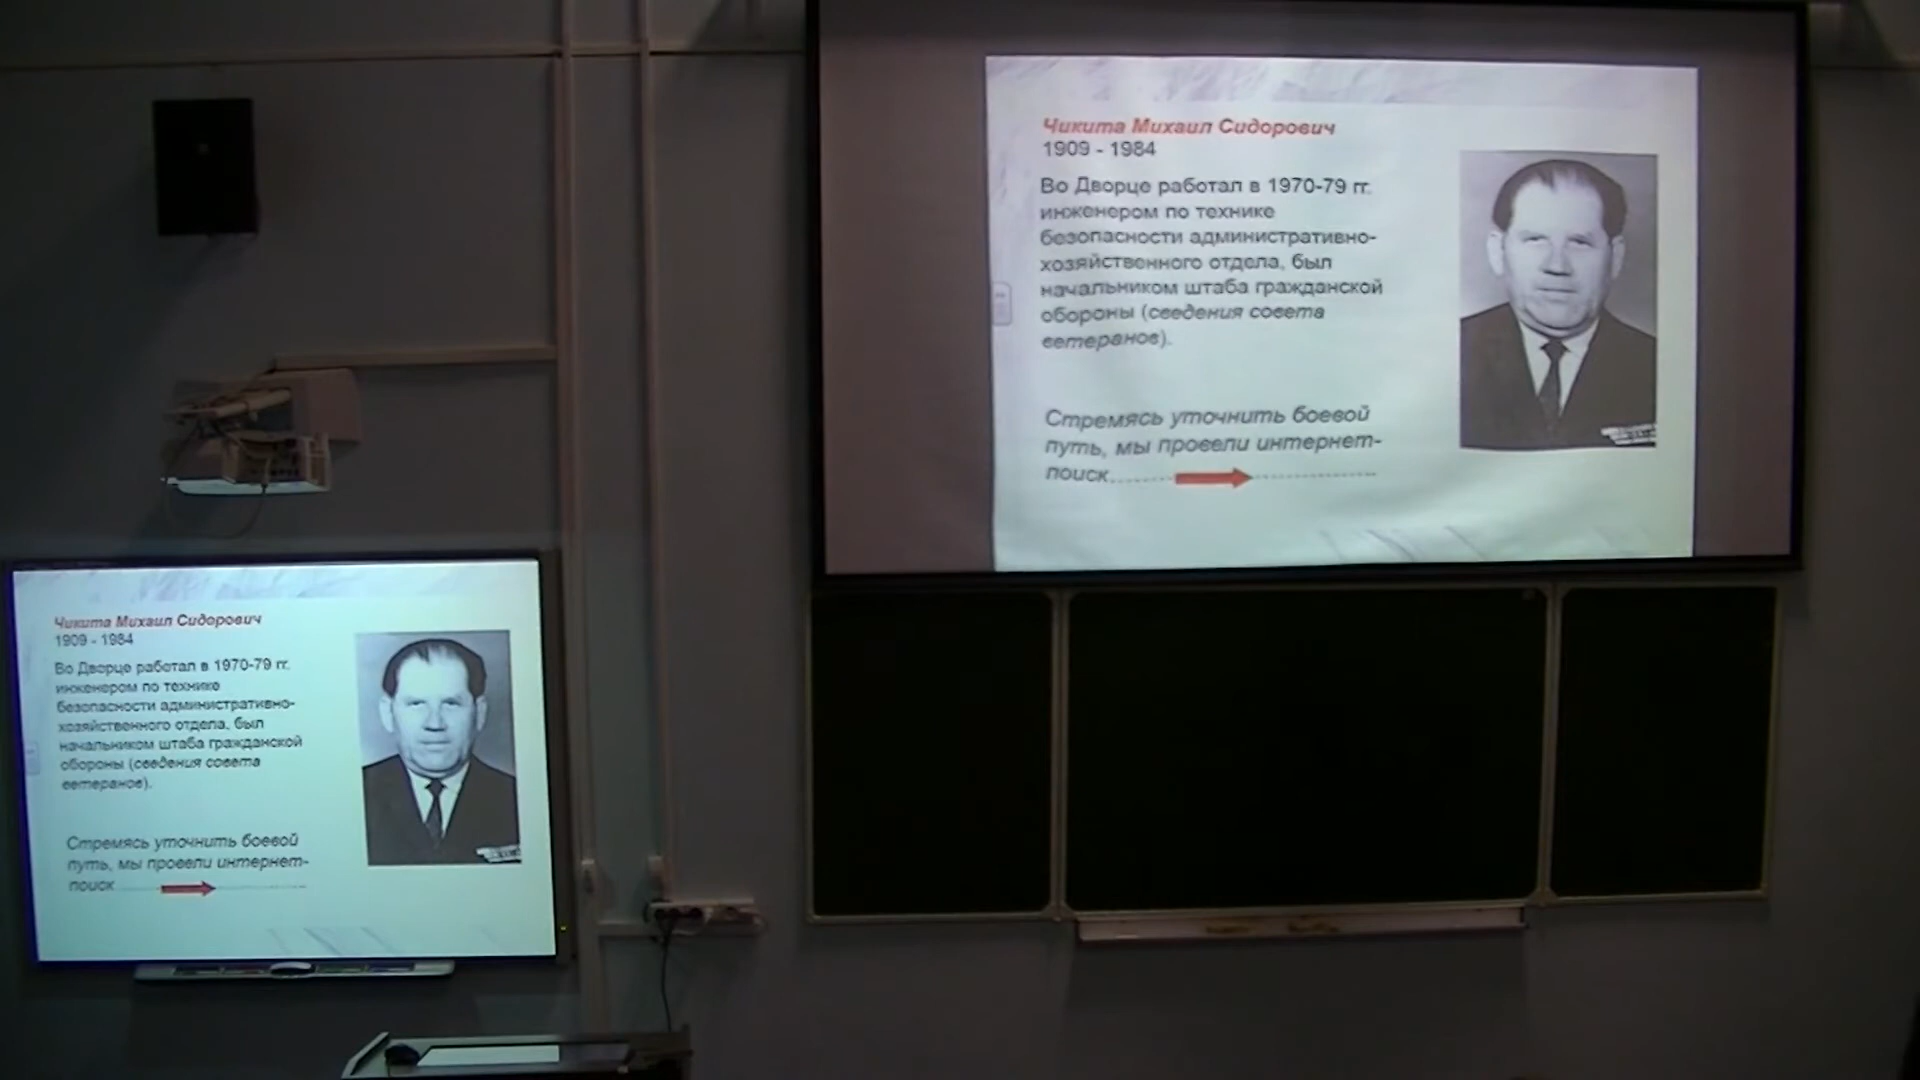 Чикита Михаил Сидорович
1909 - 1984
Во Дворце работал в 1970-79 гг.
инженером по технике
безопасности административно-
хозяйственного отдела, был
начальником штаба гражданской
обороны (сведения совета
ветеранов).
Стремясь уточнить боевой
путь, мы провели интернет-
поиск
Чикита Михаил Сидорович
1909 - 1984
Во Дворце работал в 1970-79 гг.
инженером по технике
безопасности административно-
хозяйственного отдела, был
начальником штаба гражданской
обороны (сведения совета
ветеранов).
Стремясь уточнить боевой
путь, мы провели интернет-
поиск